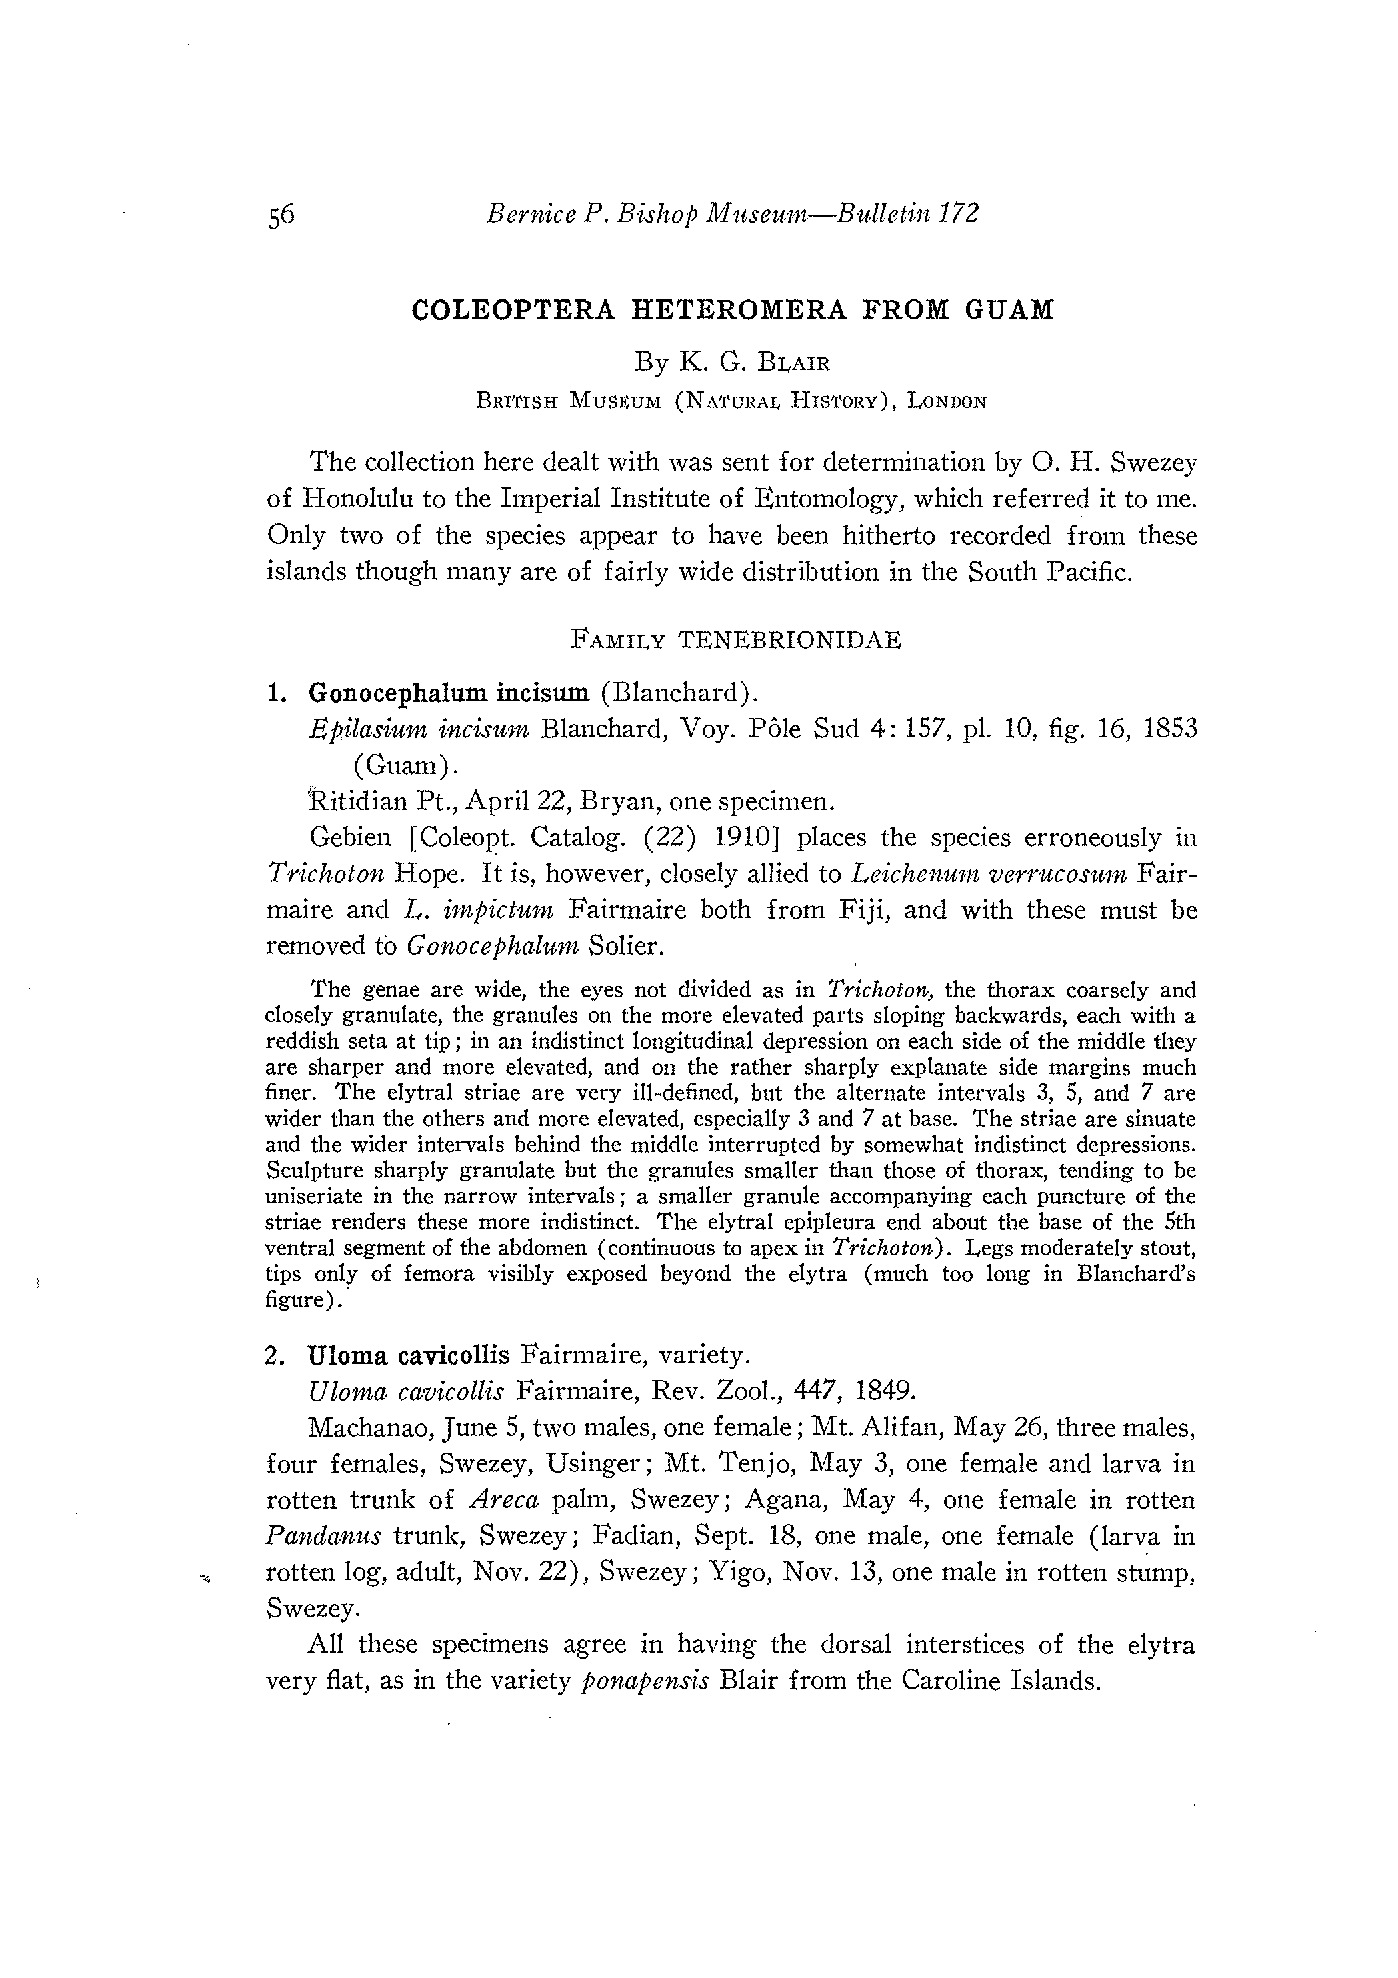 56 Bernice P. Bishop Museum—Bulletin 172
COLEOPTERA HETEROMERA FROM GUAM
By K. G. BLAIR
BRITISH MUSEUM (NATURAL HISTORY), LONDON
The collection here dealt with was sent for determination by O. H. Swezey
of Honolulu to the Imperial Institute of Entomology, which referred it to me.
Only two of the species appear to have been hitherto recorded from these
islands though many are of fairly wide distribution in the South Pacific.
FAMILY TENEBRIONIDAE
1. Gonocephalum incisum (Blanchard).
Epilasium incisum Blanchard, Voy. Pôle Sud 4: 157, pl. 10, fig. 16, 1853
(Guam).
Ritidian Pt., April 22, Bryan, one specimen.
Gebien [Coleopt. Catalog. (22) 1910] places the species erroneously in
Trichoton Hope. It is, however, closely allied to Leichenum verrucosum Fair-
maire and L. impictum Fairmaire both from Fiji, and with these must be
removed to Gonocephalum Solier.
The genae are wide, the eyes not divided as in Trichoton, the thorax coarsely and
closely granulate, the granules on the more elevated parts sloping backwards, each with a
reddish seta at tip; in an indistinct longitudinal depression on each side of the middle they
are sharper and more elevated, and on the rather sharply explanate side margins much
finer. The elytral striae are very ill-defined, but the alternate intervals 3, 5, and 7 are
wider than the others and more elevated, especially 3 and 7 at base. The striae are sinuate
and the wider intervals behind the middle interrupted by somewhat indistinct depressions.
Sculpture sharply granulate but the granules smaller than those of thorax, tending to be
uniseriate in the narrow intervals; a smaller granule accompanying each puncture of the
striae renders these more indistinct. The elytral epipleura end about the base of the 5th
ventral segment of the abdomen (continuous to apex in Trichoton). Legs moderately stout,
tips only of femora visibly exposed beyond the elytra (much too long in Blanchard's
figure).
2. Uloma cavicollis Fairmaire, variety.
Uloma cavicollis Fairmaire, Rev. Zool., 447, 1849.
Machanao, June 5, two males, one female; Mt. Alifan, May 26, three males,
four females, Swezey, Usinger; Mt. Tenjo, May 3, one female and larva in
rotten trunk of Areca palm, Swezey; Agana, May 4, one female in rotten
Pandanus trunk, Swezey; Fadian, Sept. 18, one male, one female (larva in
rotten log, adult, Nov. 22), Swezey; Yigo, Nov. 13, one male in rotten stump,
Swezey.
All these specimens agree in having the dorsal interstices of the elytra
very flat, as in the variety ponapensis Blair from the Caroline Islands.